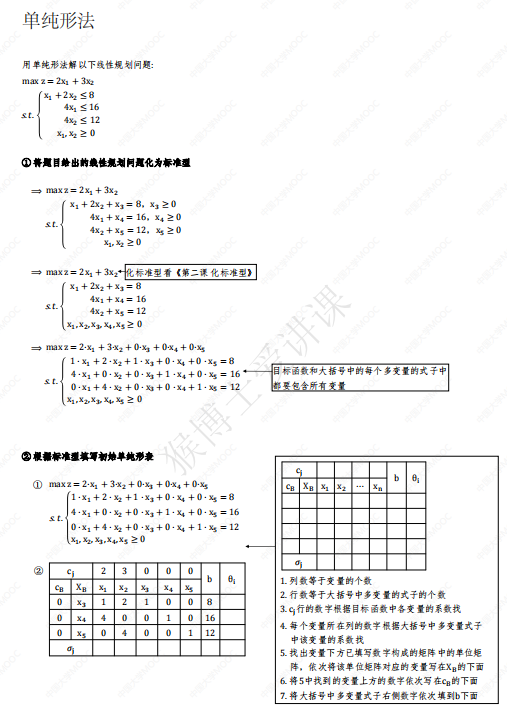 单纯形法
用单纯形法解以下线性规划问题:
max z = 2x₁ + 3x₂
s.t. { x₁ + 2x₂ ≤ 8
4x₁ ≤ 16
4x₂ ≤ 12
x₁, x₂ ≥ 0
① 将题目给出的线性规划问题化为标准型
⟹ max z = 2x₁ + 3x₂
s.t. { x₁ + 2x₂ + x₃ = 8，x₃ ≥ 0
4x₁ + x₄ = 16，x₄ ≥ 0
4x₂ + x₅ = 12，x₅ ≥ 0
x₁, x₂ ≥ 0
⟹ max z = 2x₁ + 3x₂ 化标准型看《第二课 化标准型》
s.t. { x₁ + 2x₂ + x₃ = 8
4x₁ + x₄ = 16
4x₂ + x₅ = 12
x₁, x₂, x₃, x₄, x₅ ≥ 0
⟹ max z = 2·x₁ + 3·x₂ + 0·x₃ + 0·x₄ + 0·x₅
s.t. { 1 · x₁ + 2 · x₂ + 1 · x₃ + 0 · x₄ + 0 · x₅ = 8
4 · x₁ + 0 · x₂ + 0 · x₃ + 1 · x₄ + 0 · x₅ = 16
0 · x₁ + 4 · x₂ + 0 · x₃ + 0 · x₄ + 1 · x₅ = 12
x₁, x₂, x₃, x₄, x₅ ≥ 0
目标函数和大括号中的每个多变量的式子中
都要包含所有变量
猴博士爱讲课
② 根据标准型填写初始单纯形表
① max z = 2·x₁ + 3·x₂ + 0·x₃ + 0·x₄ + 0·x₅
s.t. { 1 · x₁ + 2 · x₂ + 1 · x₃ + 0 · x₄ + 0 · x₅ = 8
4 · x₁ + 0 · x₂ + 0 · x₃ + 1 · x₄ + 0 · x₅ = 16
0 · x₁ + 4 · x₂ + 0 · x₃ + 0 · x₄ + 1 · x₅ = 12
x₁, x₂, x₃, x₄, x₅ ≥ 0
② cⱼ 2 3 0 0 0 b θᵢ
c_B X_B x₁ x₂ x₃ x₄ x₅
0 x₃ 1 2 1 0 0 8
0 x₄ 4 0 0 1 0 16
0 x₅ 0 4 0 0 1 12
σⱼ
cⱼ b θᵢ
c_B X_B x₁ x₂ ⋯ xₙ
σⱼ
1. 列数等于变量的个数
2. 行数等于大括号中多变量的式子的个数
3. cⱼ行的数字根据目标函数中各变量的系数找
4. 每个变量所在列的数字根据大括号中多变量式子
中该变量的系数找
5. 找出变量下方已填写数字构成的矩阵中的单位矩
阵，依次将该单位矩阵对应的变量写在X_B的下面
6. 将5中找到的变量上方的数字依次写在c_B的下面
7. 将大括号中多变量式子右侧数字依次填到b下面